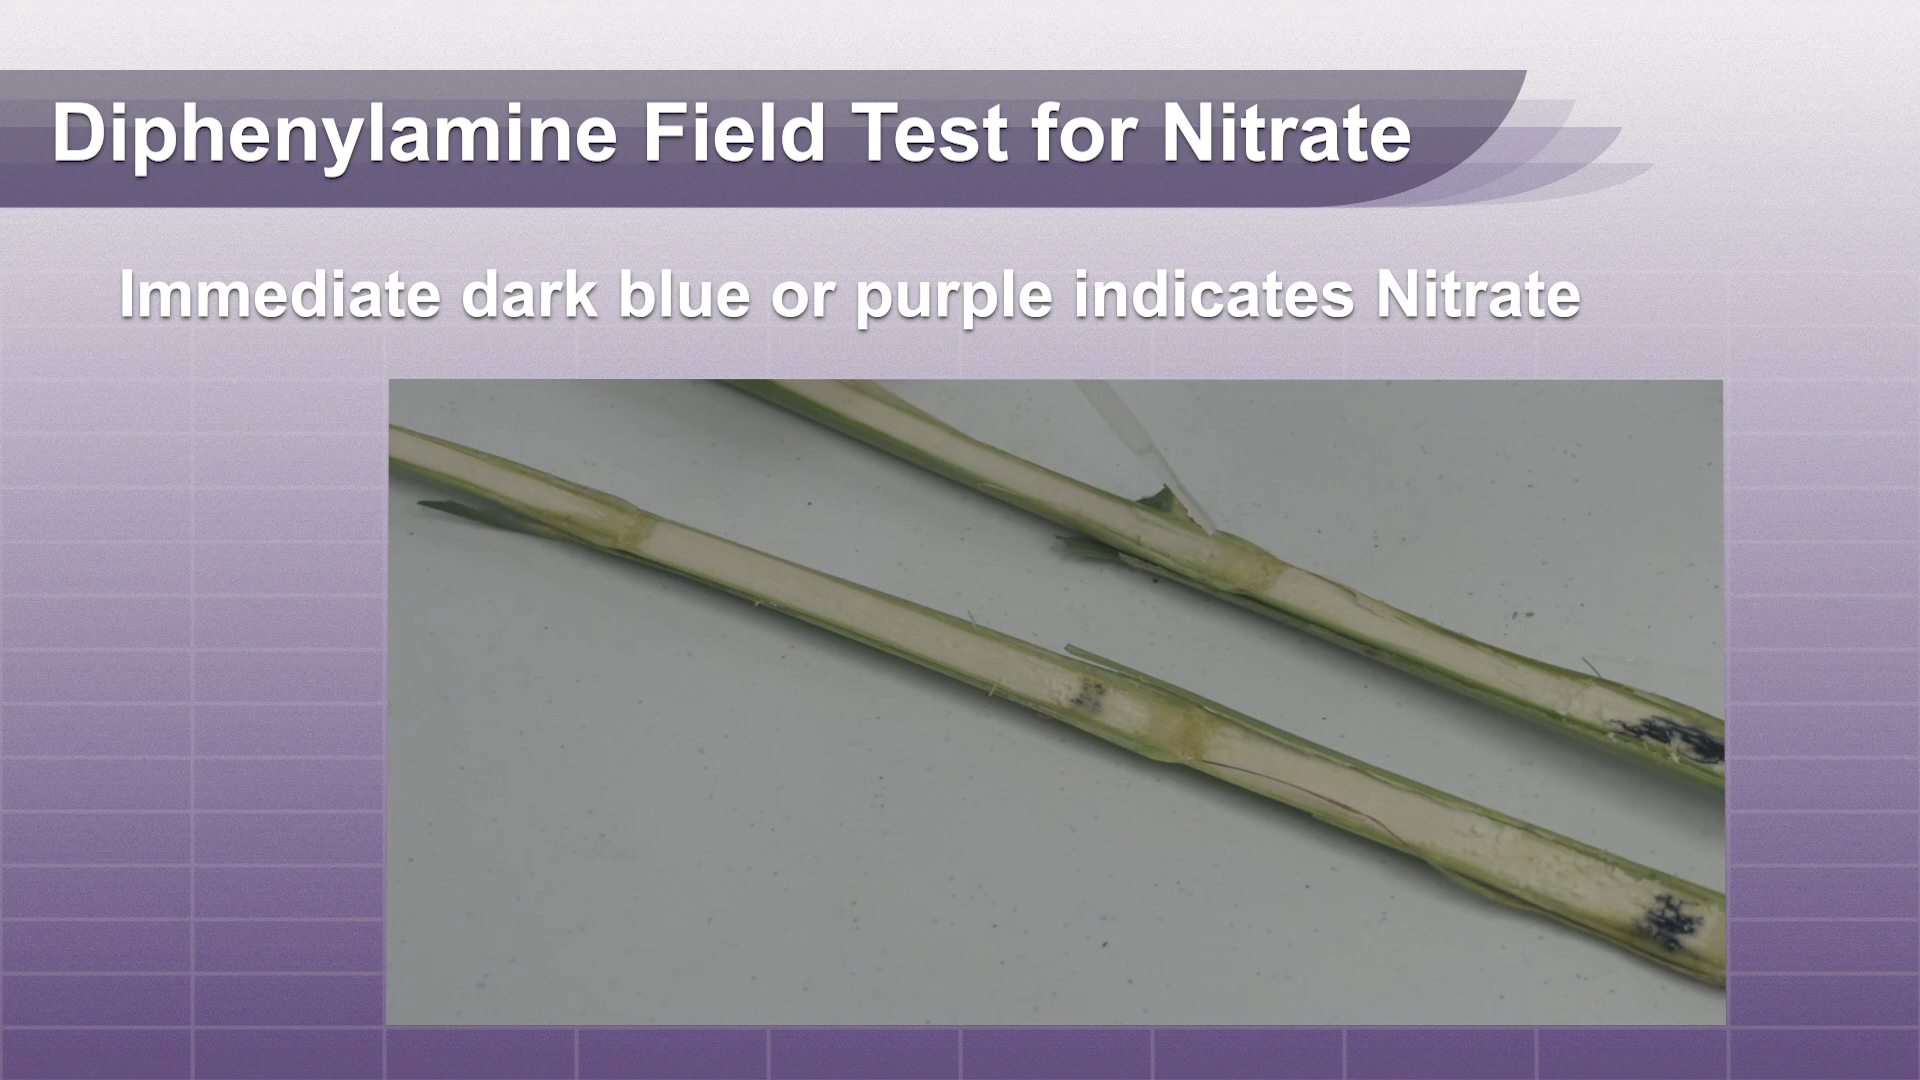 Diphenylamine Field Test for Nitrate
Immediate dark blue or purple indicates Nitrate